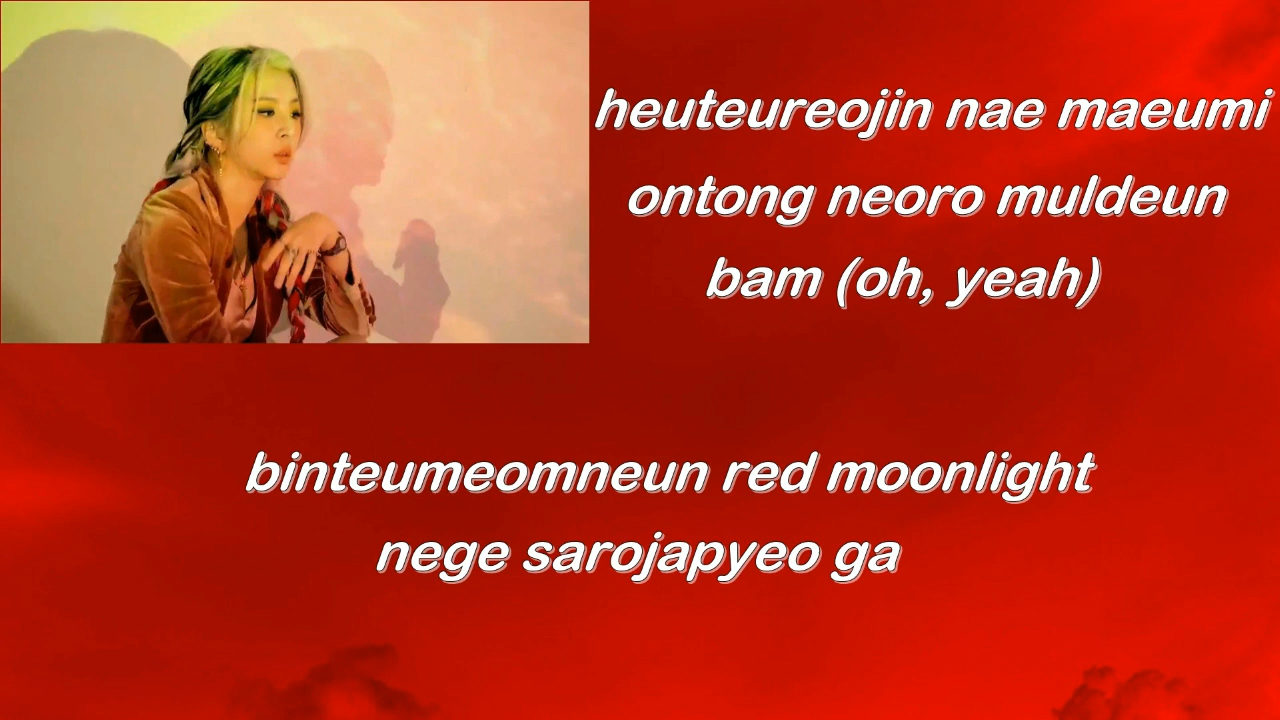 heuteureojin nae maeumi
ontong neoro muldeun
bam (oh, yeah)
binteumeomneun red moonlight
nege sarojapyeo ga